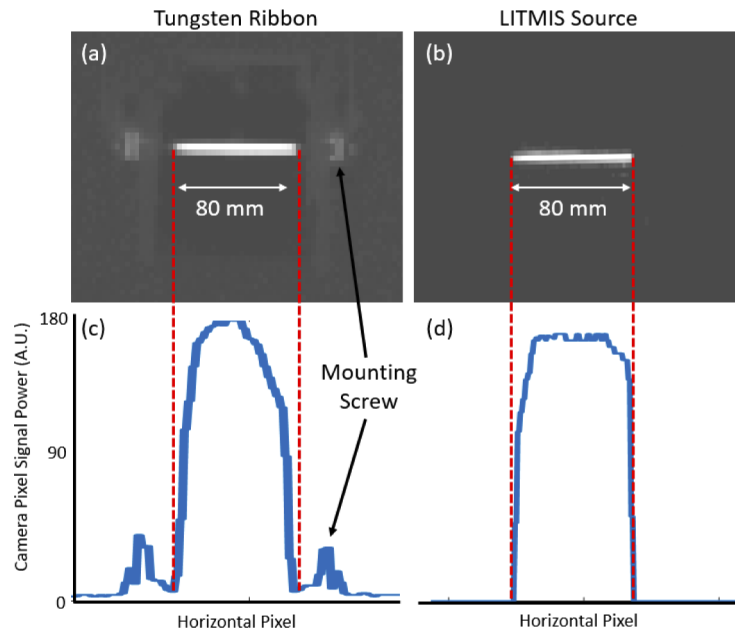 Tungsten Ribbon
LITMIS Source
(a)
(b)
80 mm
80 mm
180
(c)
(d)
Mounting
Screw
90
0
Camera Pixel Signal Power (A.U.)
Horizontal Pixel
Horizontal Pixel